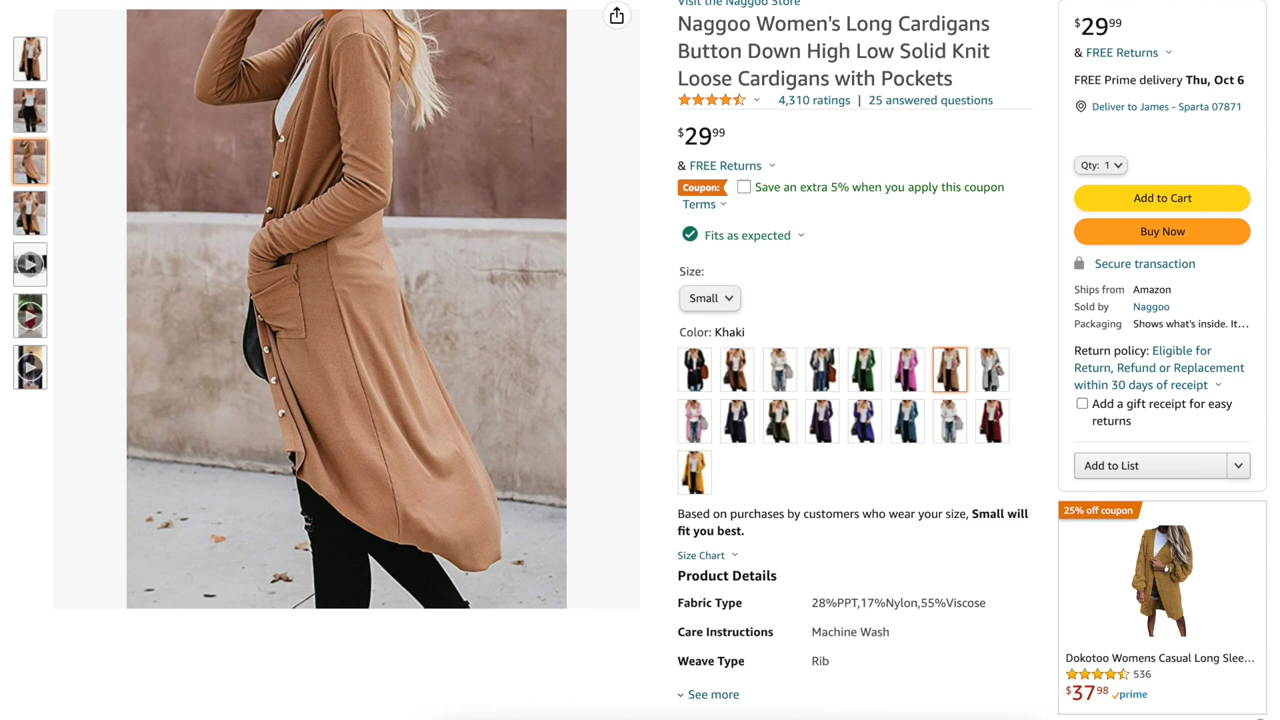 Visit the Naggoo Store
Naggoo Women's Long Cardigans
Button Down High Low Solid Knit
Loose Cardigans with Pockets
4,310 ratings | 25 answered questions
$2999
& FREE Returns
Coupon: Save an extra 5% when you apply this coupon
Terms
Fits as expected
Size:
Small
Color: Khaki
Based on purchases by customers who wear your size, Small will
fit you best.
Size Chart
Product Details
Fabric Type 28%PPT,17%Nylon,55%Viscose
Care Instructions Machine Wash
Weave Type Rib
See more
$2999
& FREE Returns
FREE Prime delivery Thu, Oct 6
Deliver to James - Sparta 07871
Qty: 1
Add to Cart
Buy Now
Secure transaction
Ships from Amazon
Sold by Naggoo
Packaging Shows what's inside. It...
Return policy: Eligible for
Return, Refund or Replacement
within 30 days of receipt
Add a gift receipt for easy
returns
Add to List
25% off coupon
Dokotoo Womens Casual Long Slee...
536
$3798 prime